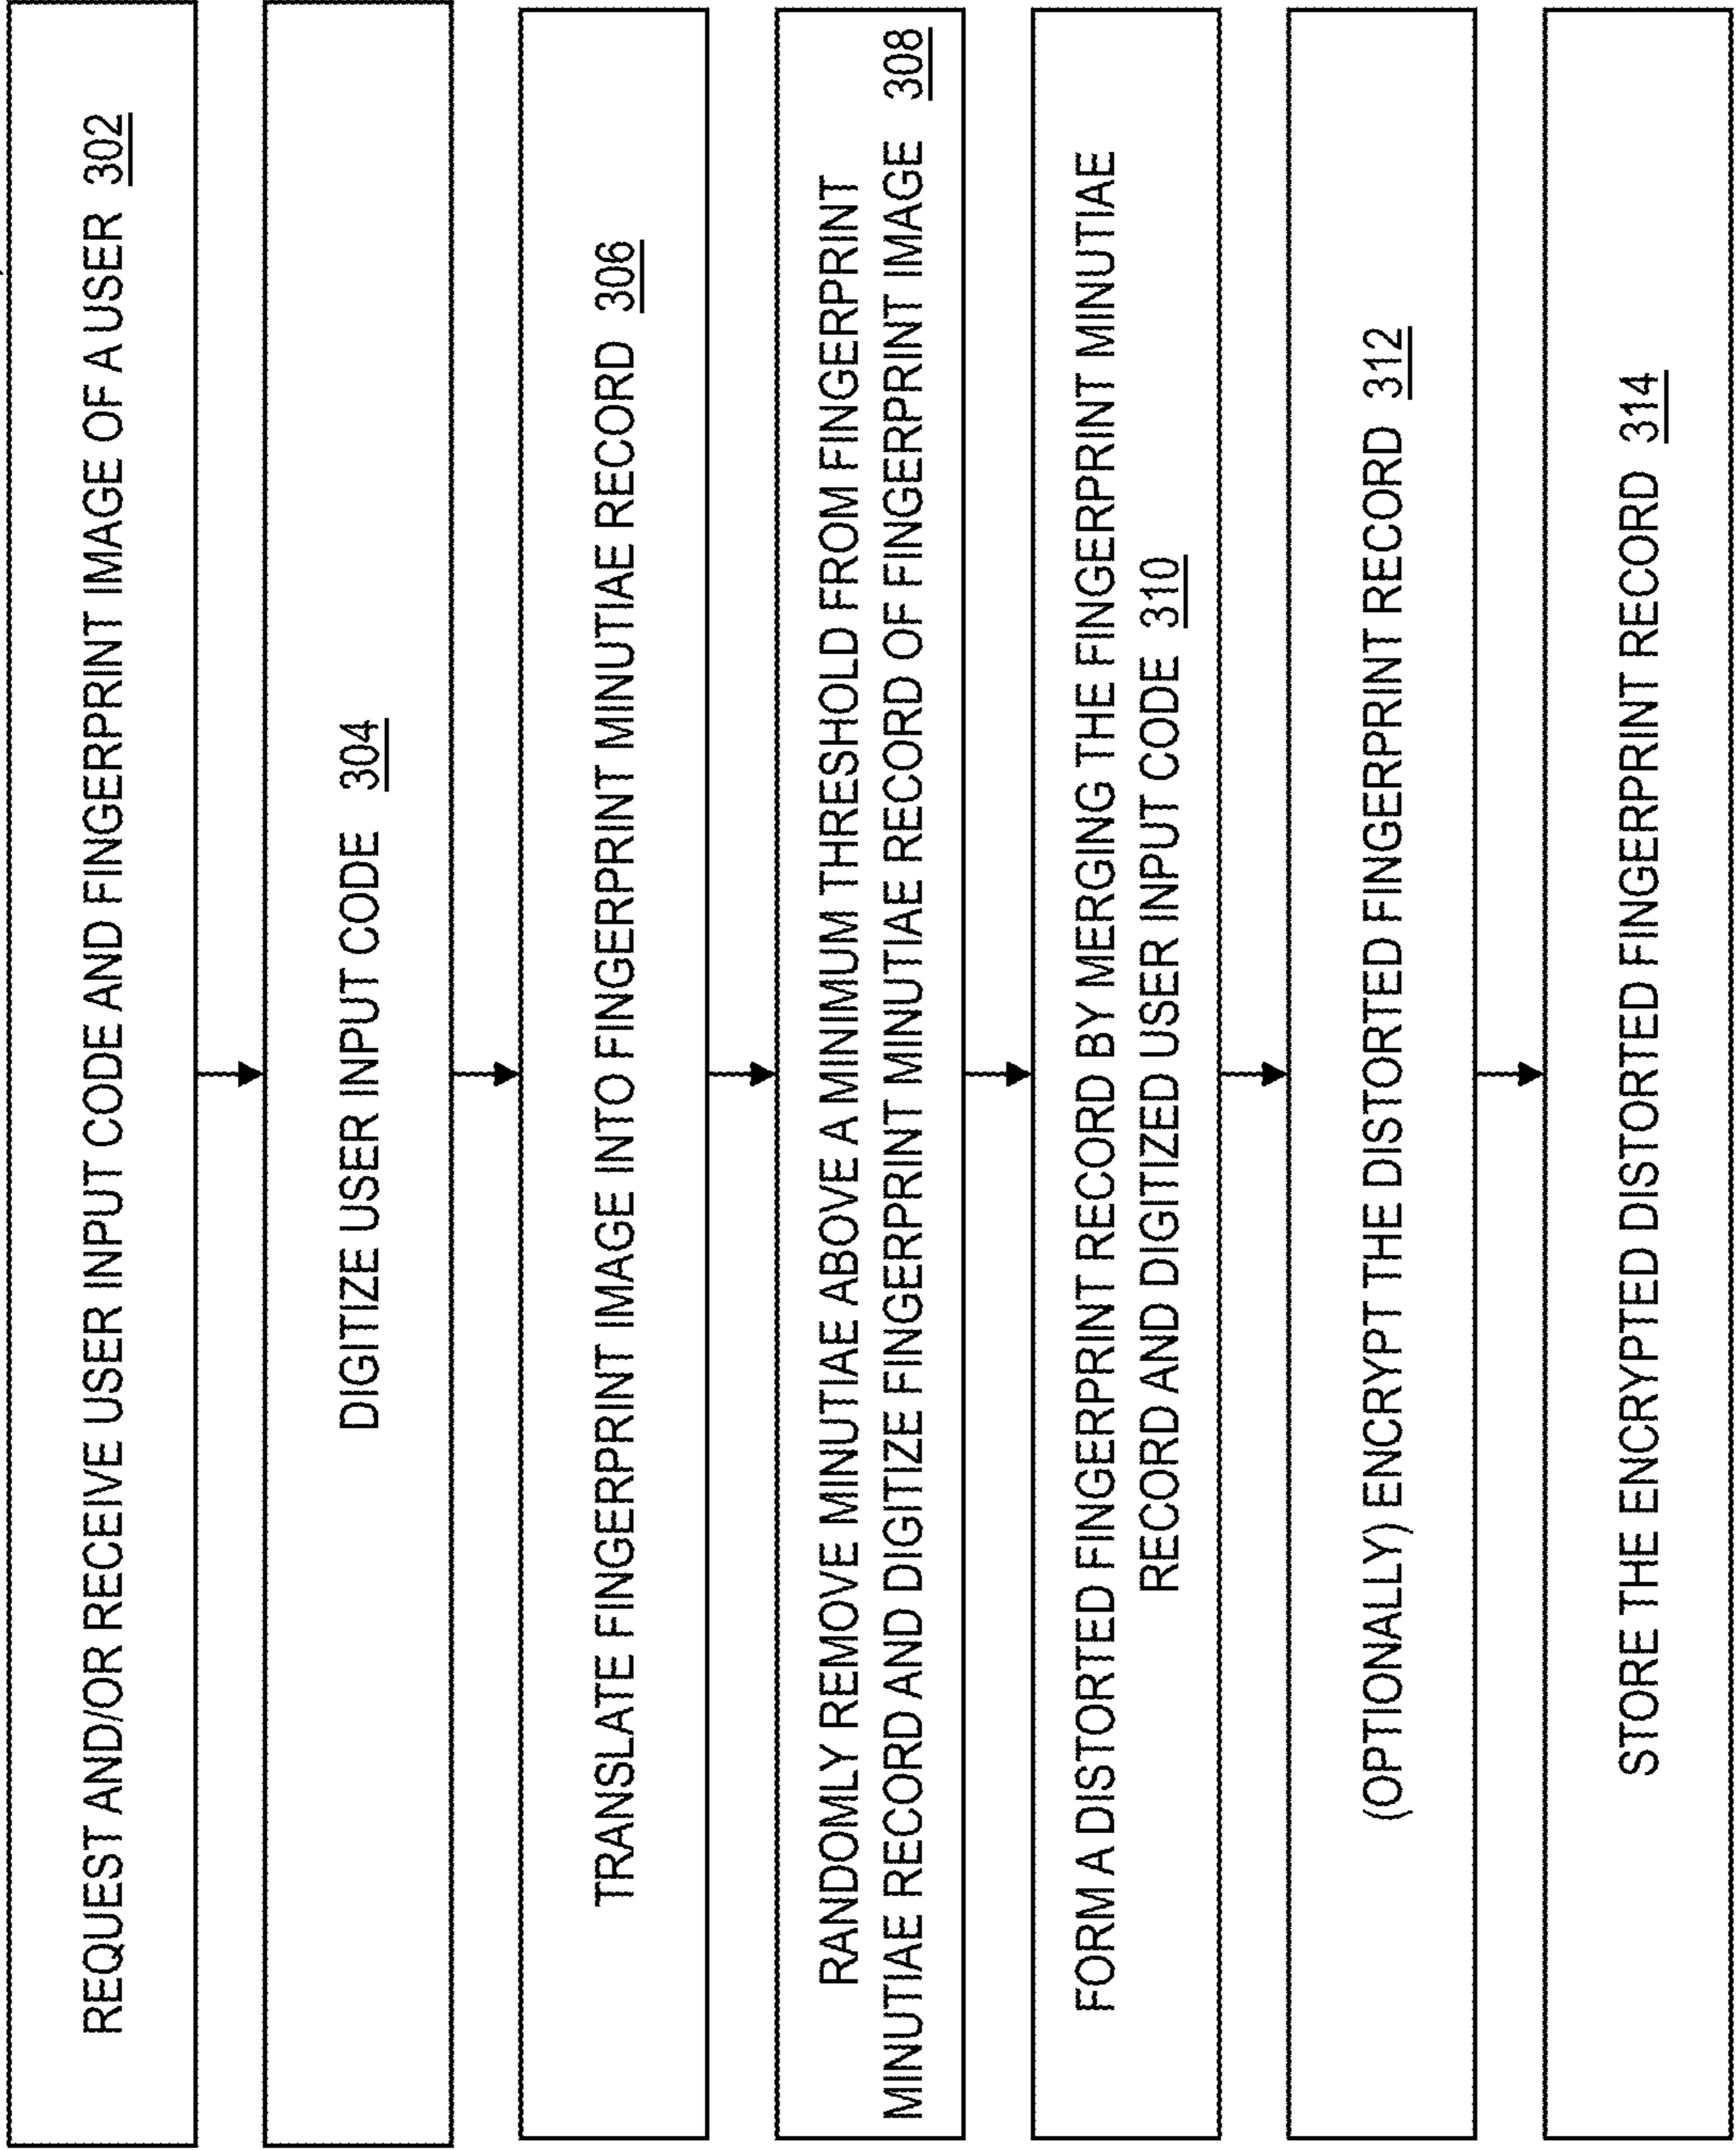 REQUEST AND/OR RECEIVE USER INPUT CODE AND FINGERPRINT IMAGE OF A USER 302
DIGITIZE USER INPUT CODE 304
TRANSLATE FINGERPRINT IMAGE INTO FINGERPRINT MINUTIAE RECORD 306
RANDOMLY REMOVE MINUTIAE ABOVE A MINIMUM THRESHOLD FROM FINGERPRINT
MINUTIAE RECORD AND DIGITIZE FINGERPRINT MINUTIAE RECORD OF FINGERPRINT IMAGE 308
FORM A DISTORTED FINGERPRINT RECORD BY MERGING THE FINGERPRINT MINUTIAE
RECORD AND DIGITIZED USER INPUT CODE 310
(OPTIONALLY) ENCRYPT THE DISTORTED FINGERPRINT RECORD 312
STORE THE ENCRYPTED DISTORTED FINGERPRINT RECORD 314